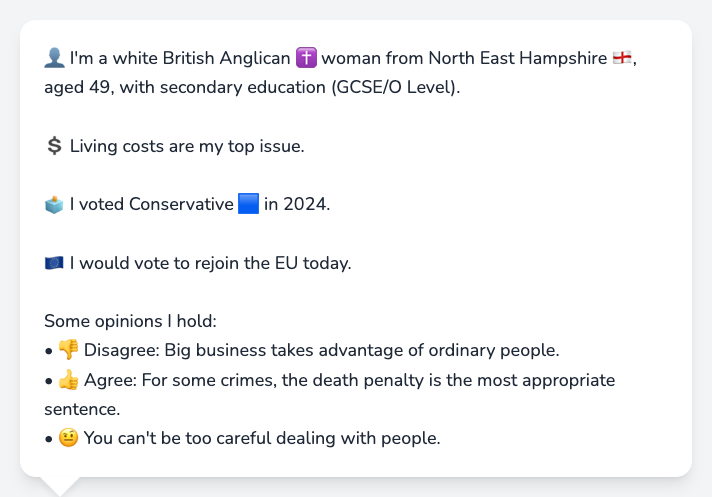 👤 I'm a white British Anglican ✝️ woman from North East Hampshire 🏴󠁧󠁢󠁥󠁮󠁧󠁿,
aged 49, with secondary education (GCSE/O Level).
💲 Living costs are my top issue.
🗳️ I voted Conservative 🟦 in 2024.
🇪🇺 I would vote to rejoin the EU today.
Some opinions I hold:
• 👎 Disagree: Big business takes advantage of ordinary people.
• 👍 Agree: For some crimes, the death penalty is the most appropriate
sentence.
• 🤨 You can't be too careful dealing with people.